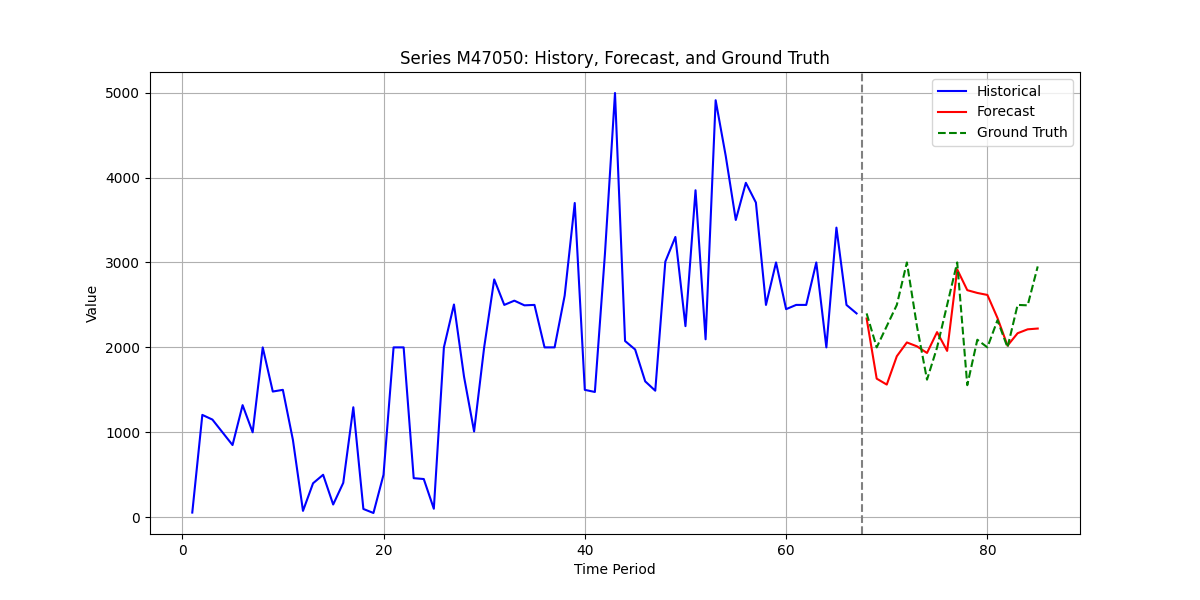 Series M47050: History, Forecast, and Ground Truth
Historical
Forecast
Ground Truth
5000
4000
3000
2000
1000
0
Value
0 20 40 60 80
Time Period